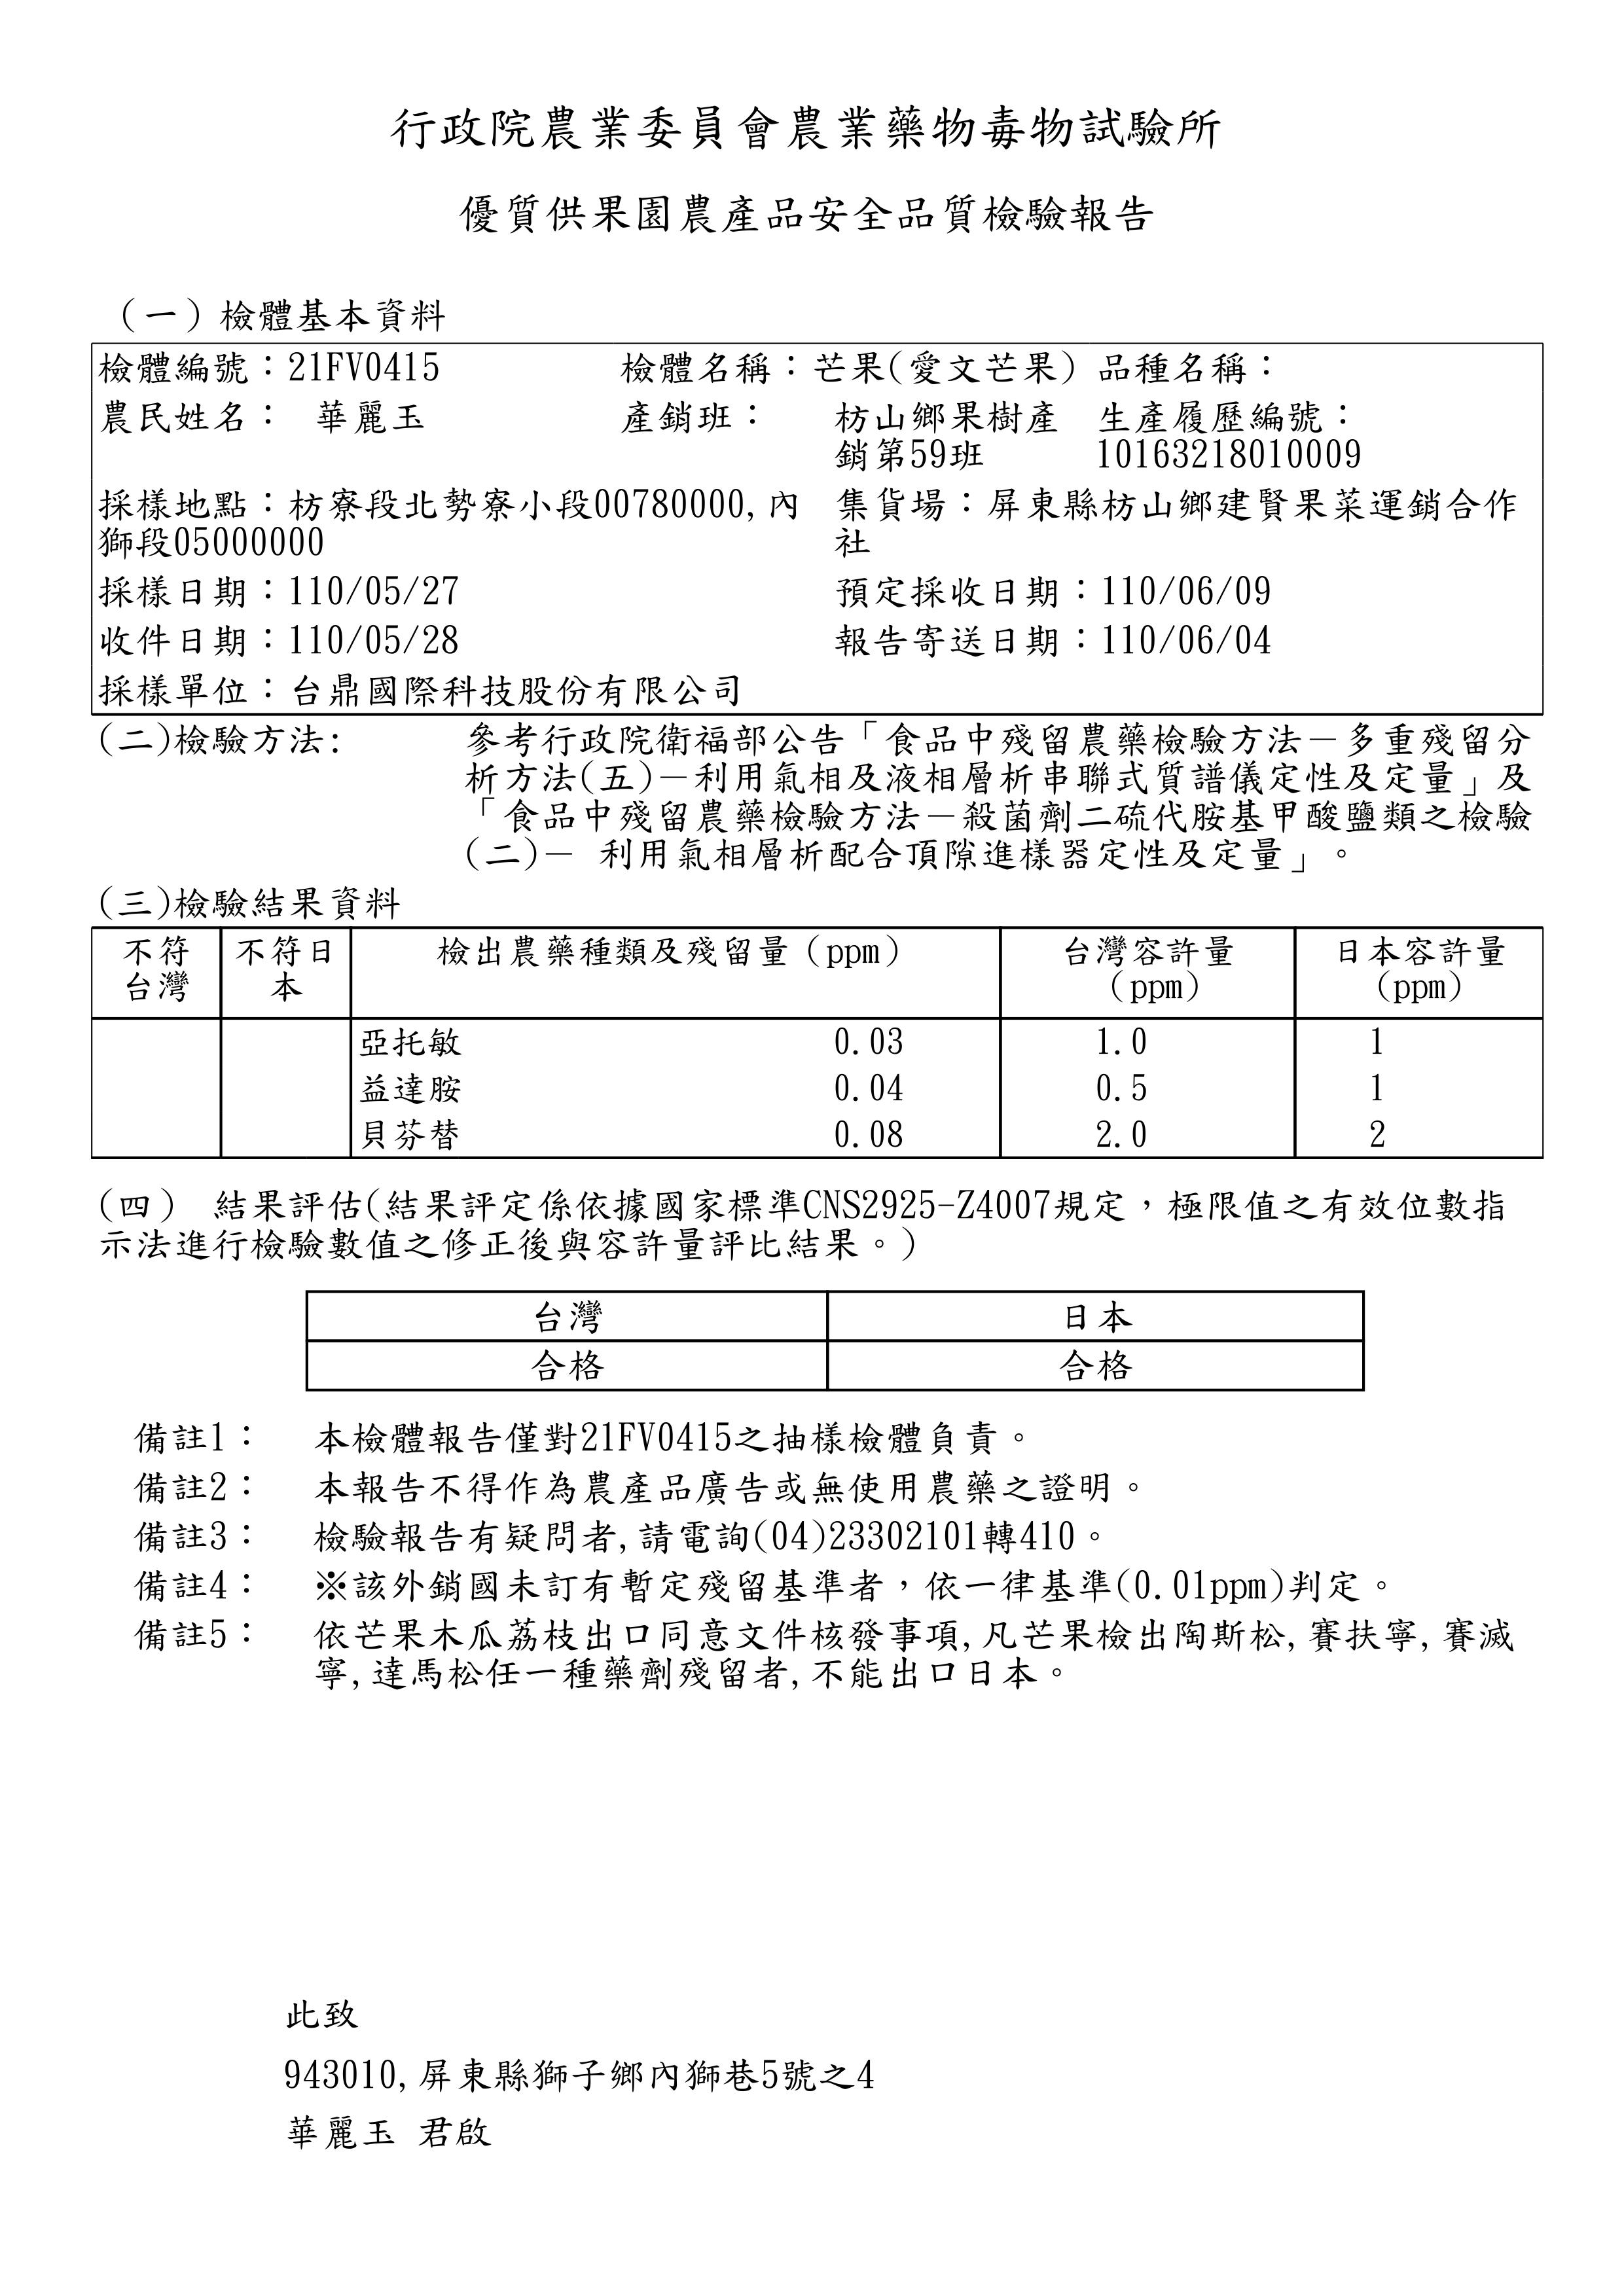 行政院農業委員會農業藥物毒物試驗所
優質供果園農產品安全品質檢驗報告
（一）檢體基本資料
檢體編號：21FV0415 檢體名稱：芒果(愛文芒果) 品種名稱：
農民姓名： 華麗玉 產銷班： 枋山鄉果樹產 生產履歷編號：
銷第59班 10163218010009
採樣地點：枋寮段北勢寮小段00780000,內 集貨場：屏東縣枋山鄉建賢果菜運銷合作
獅段05000000 社
採樣日期：110/05/27 預定採收日期：110/06/09
收件日期：110/05/28 報告寄送日期：110/06/04
採樣單位：台鼎國際科技股份有限公司
(二)檢驗方法: 參考行政院衛福部公告「食品中殘留農藥檢驗方法－多重殘留分
析方法(五)－利用氣相及液相層析串聯式質譜儀定性及定量」及
「食品中殘留農藥檢驗方法－殺菌劑二硫代胺基甲酸鹽類之檢驗
(二)－ 利用氣相層析配合頂隙進樣器定性及定量」。
(三)檢驗結果資料
不符 不符日 檢出農藥種類及殘留量（ppm） 台灣容許量 日本容許量
台灣 本 （ppm） （ppm）
亞托敏 0.03 1.0 1
益達胺 0.04 0.5 1
貝芬替 0.08 2.0 2
(四） 結果評估(結果評定係依據國家標準CNS2925-Z4007規定，極限值之有效位數指
示法進行檢驗數值之修正後與容許量評比結果。)
台灣 日本
合格 合格
備註1： 本檢體報告僅對21FV0415之抽樣檢體負責。
備註2： 本報告不得作為農產品廣告或無使用農藥之證明。
備註3： 檢驗報告有疑問者,請電詢(04)23302101轉410。
備註4： ※該外銷國未訂有暫定殘留基準者，依一律基準(0.01ppm)判定。
備註5： 依芒果木瓜荔枝出口同意文件核發事項,凡芒果檢出陶斯松,賽扶寧,賽滅
寧,達馬松任一種藥劑殘留者,不能出口日本。
此致
943010,屏東縣獅子鄉內獅巷5號之4
華麗玉 君啟